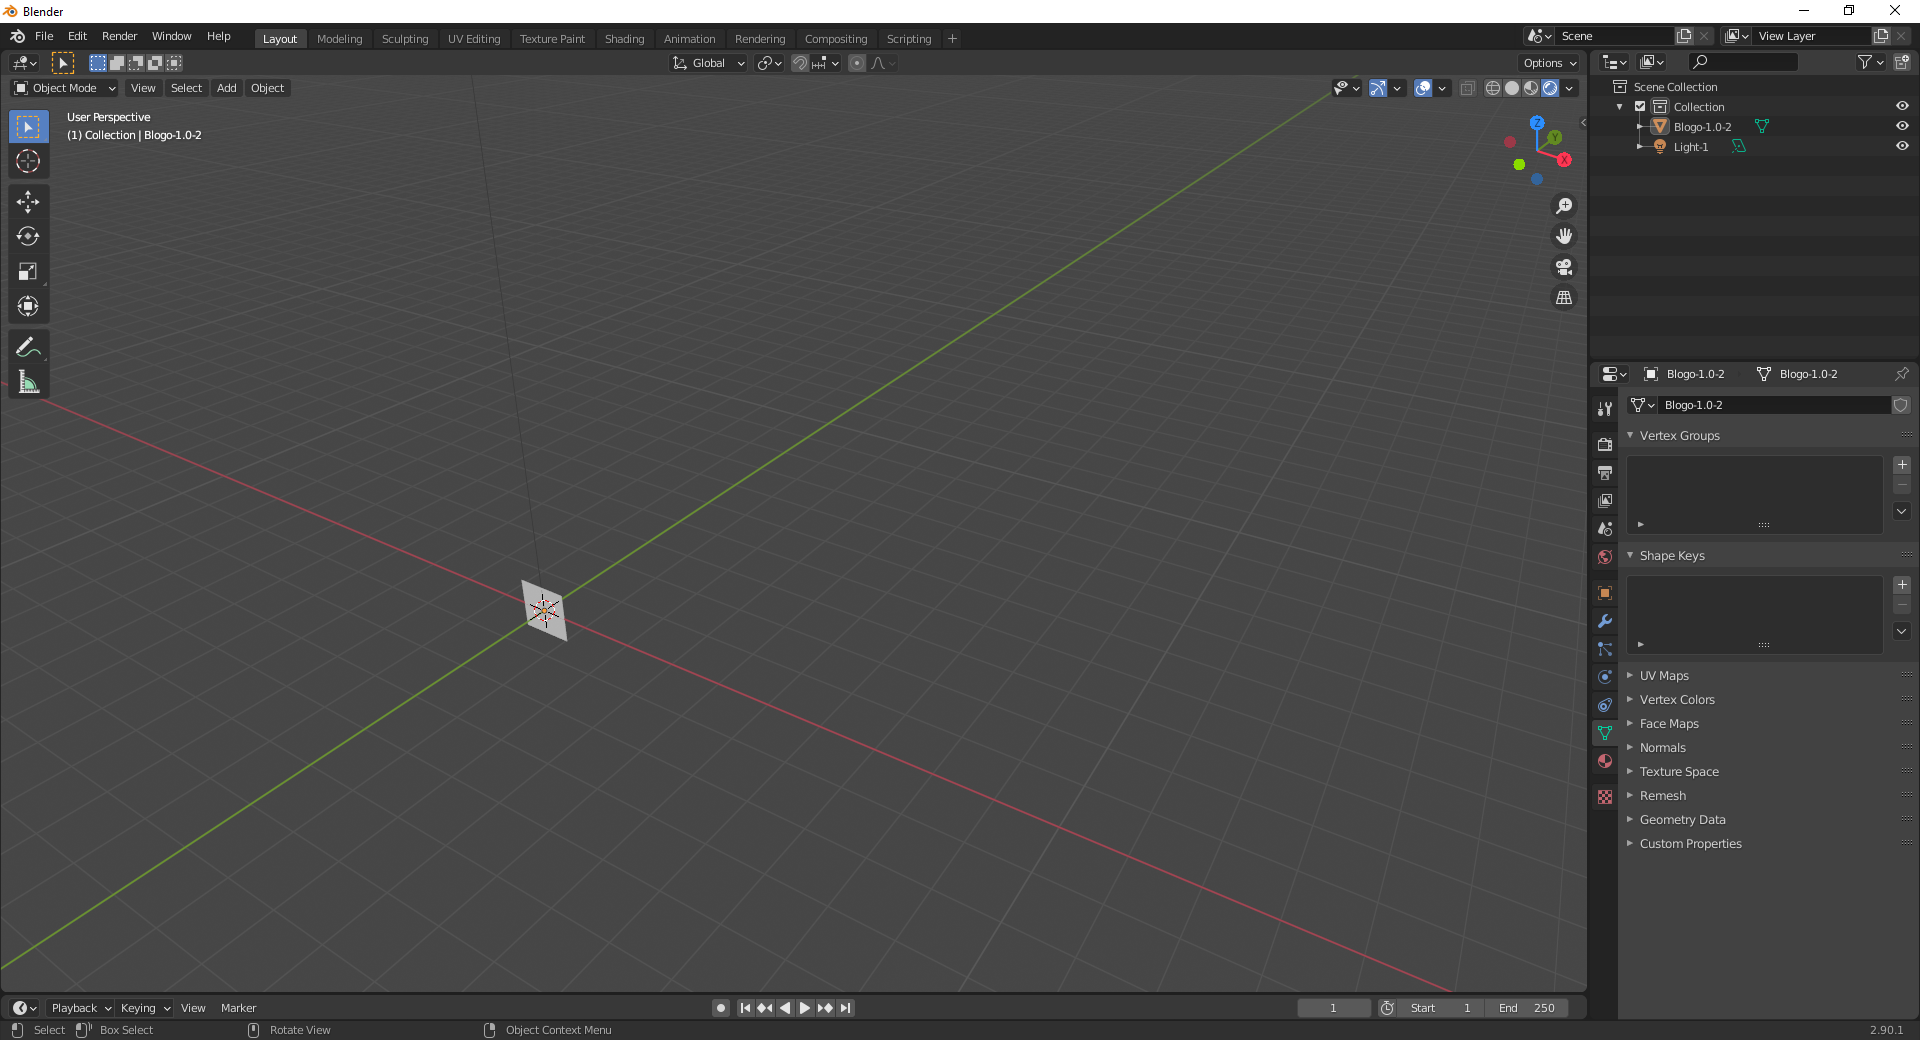 Blender
File Edit Render Window Help Layout Modeling Sculpting UV Editing Texture Paint Shading Animation Rendering Compositing Scripting + Scene View Layer
Global Options
Object Mode View Select Add Object
User Perspective
(1) Collection | Blogo-1.0-2
Z
Y
X
Scene Collection
Collection
Blogo-1.0-2
Light-1
Blogo-1.0-2 Blogo-1.0-2
Blogo-1.0-2
Vertex Groups
Shape Keys
UV Maps
Vertex Colors
Face Maps
Normals
Texture Space
Remesh
Geometry Data
Custom Properties
Playback Keying View Marker 1 Start 1 End 250
Select Box Select Rotate View Object Context Menu 2.90.1